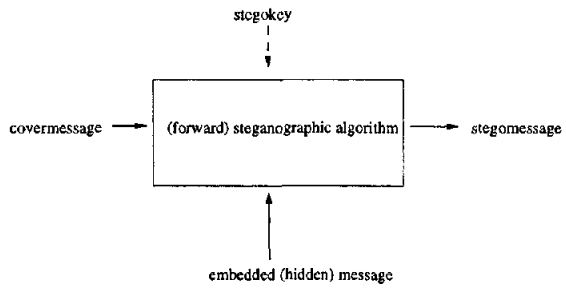 stegokey
covermessage
(forward) steganographic algorithm
stegomessage
embedded (hidden) message